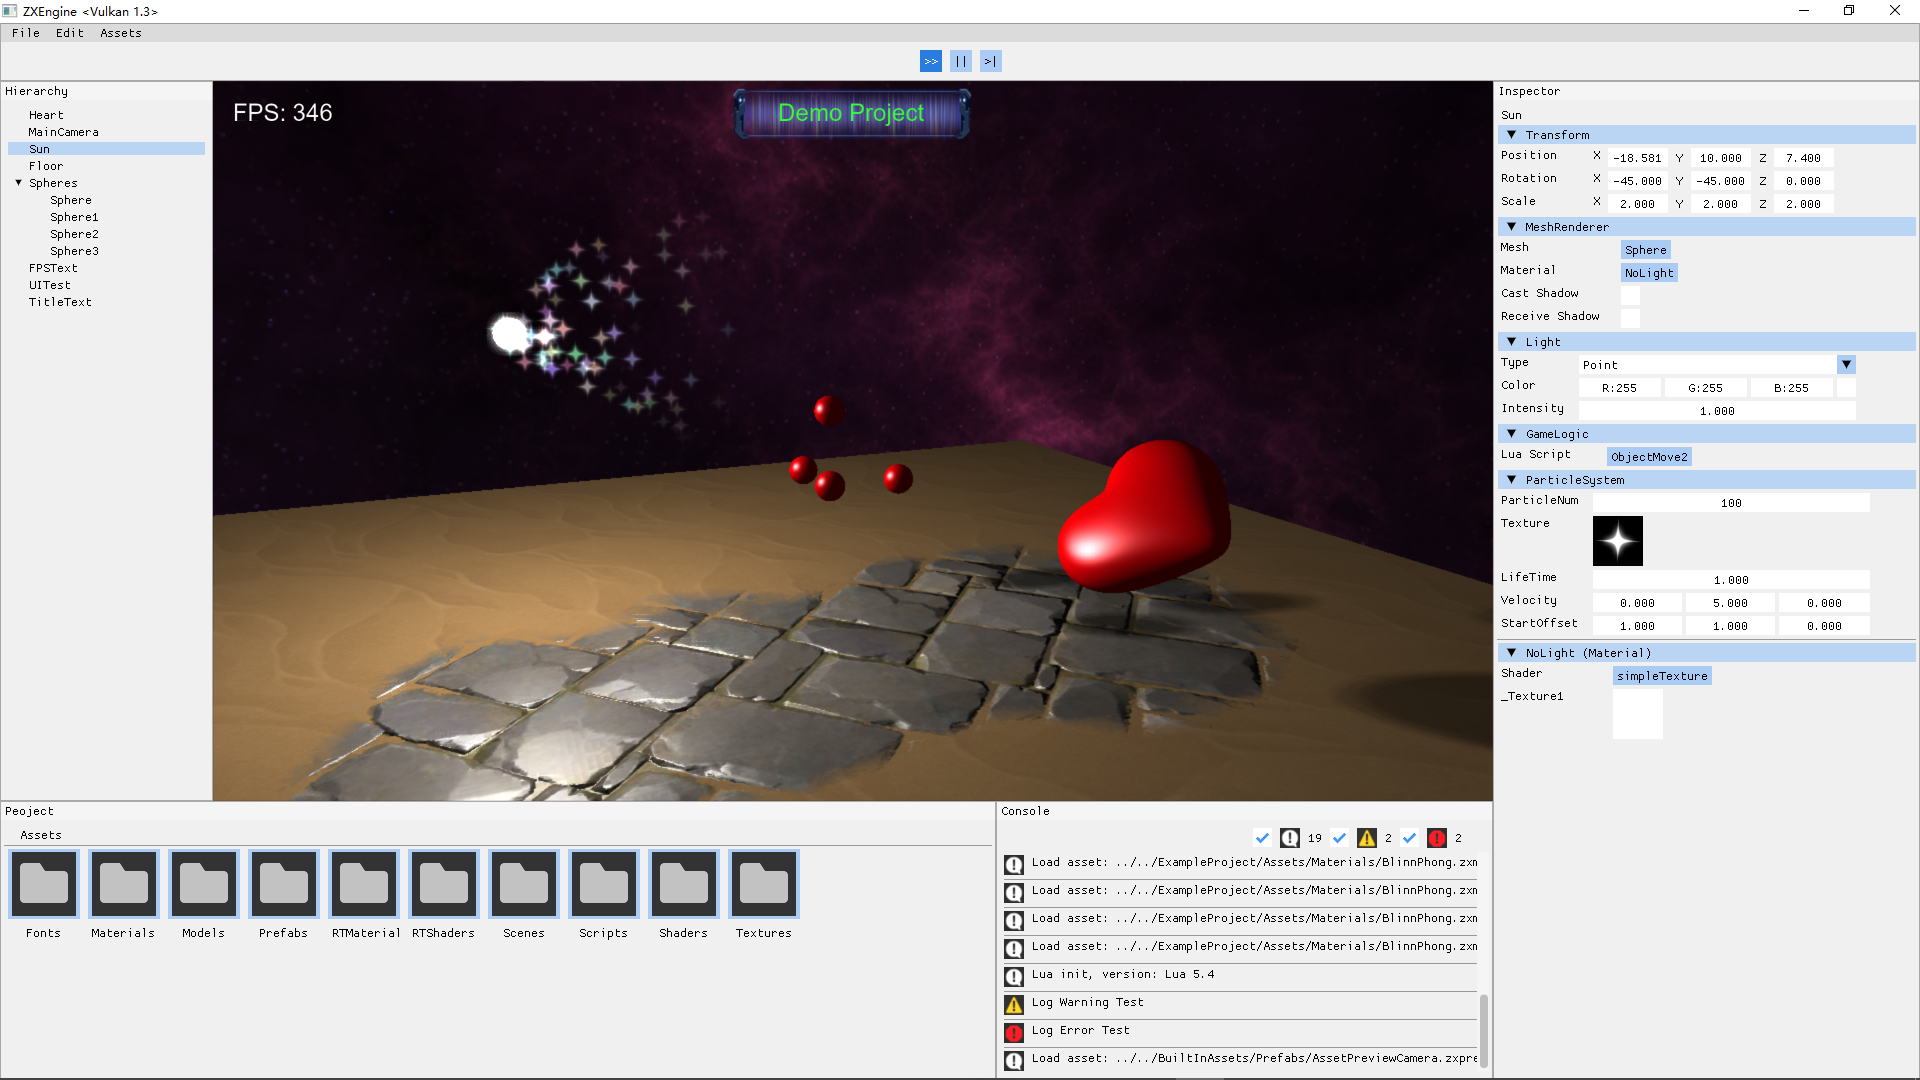 ZXEngine <Vulkan 1.3>
File Edit Assets
>> || >|
Hierarchy
Heart
MainCamera
Sun
Floor
Spheres
Sphere
Sphere1
Sphere2
Sphere3
FPSText
UITest
TitleText
FPS: 346
Demo Project
Inspector
Sun
Transform
Position X -18.581 Y 10.000 Z 7.400
Rotation X -45.000 Y -45.000 Z 0.000
Scale X 2.000 Y 2.000 Z 2.000
MeshRenderer
Mesh Sphere
Material NoLight
Cast Shadow
Receive Shadow
Light
Type Point
Color R:255 G:255 B:255
Intensity 1.000
GameLogic
Lua Script ObjectMove2
ParticleSystem
ParticleNum 100
Texture
LifeTime 1.000
Velocity 0.000 5.000 0.000
StartOffset 1.000 1.000 0.000
NoLight (Material)
Shader simpleTexture
_Texture1
Peoject
Assets
Fonts Materials Models Prefabs RTMaterial RTShaders Scenes Scripts Shaders Textures
Console
19 2 2
Load asset: ../../ExampleProject/Assets/Materials/BlinnPhong.zxm
Load asset: ../../ExampleProject/Assets/Materials/BlinnPhong.zxm
Load asset: ../../ExampleProject/Assets/Materials/BlinnPhong.zxm
Load asset: ../../ExampleProject/Assets/Materials/BlinnPhong.zxm
Lua init, version: Lua 5.4
Log Warning Test
Log Error Test
Load asset: ../../BuiltInAssets/Prefabs/AssetPreviewCamera.zxpre